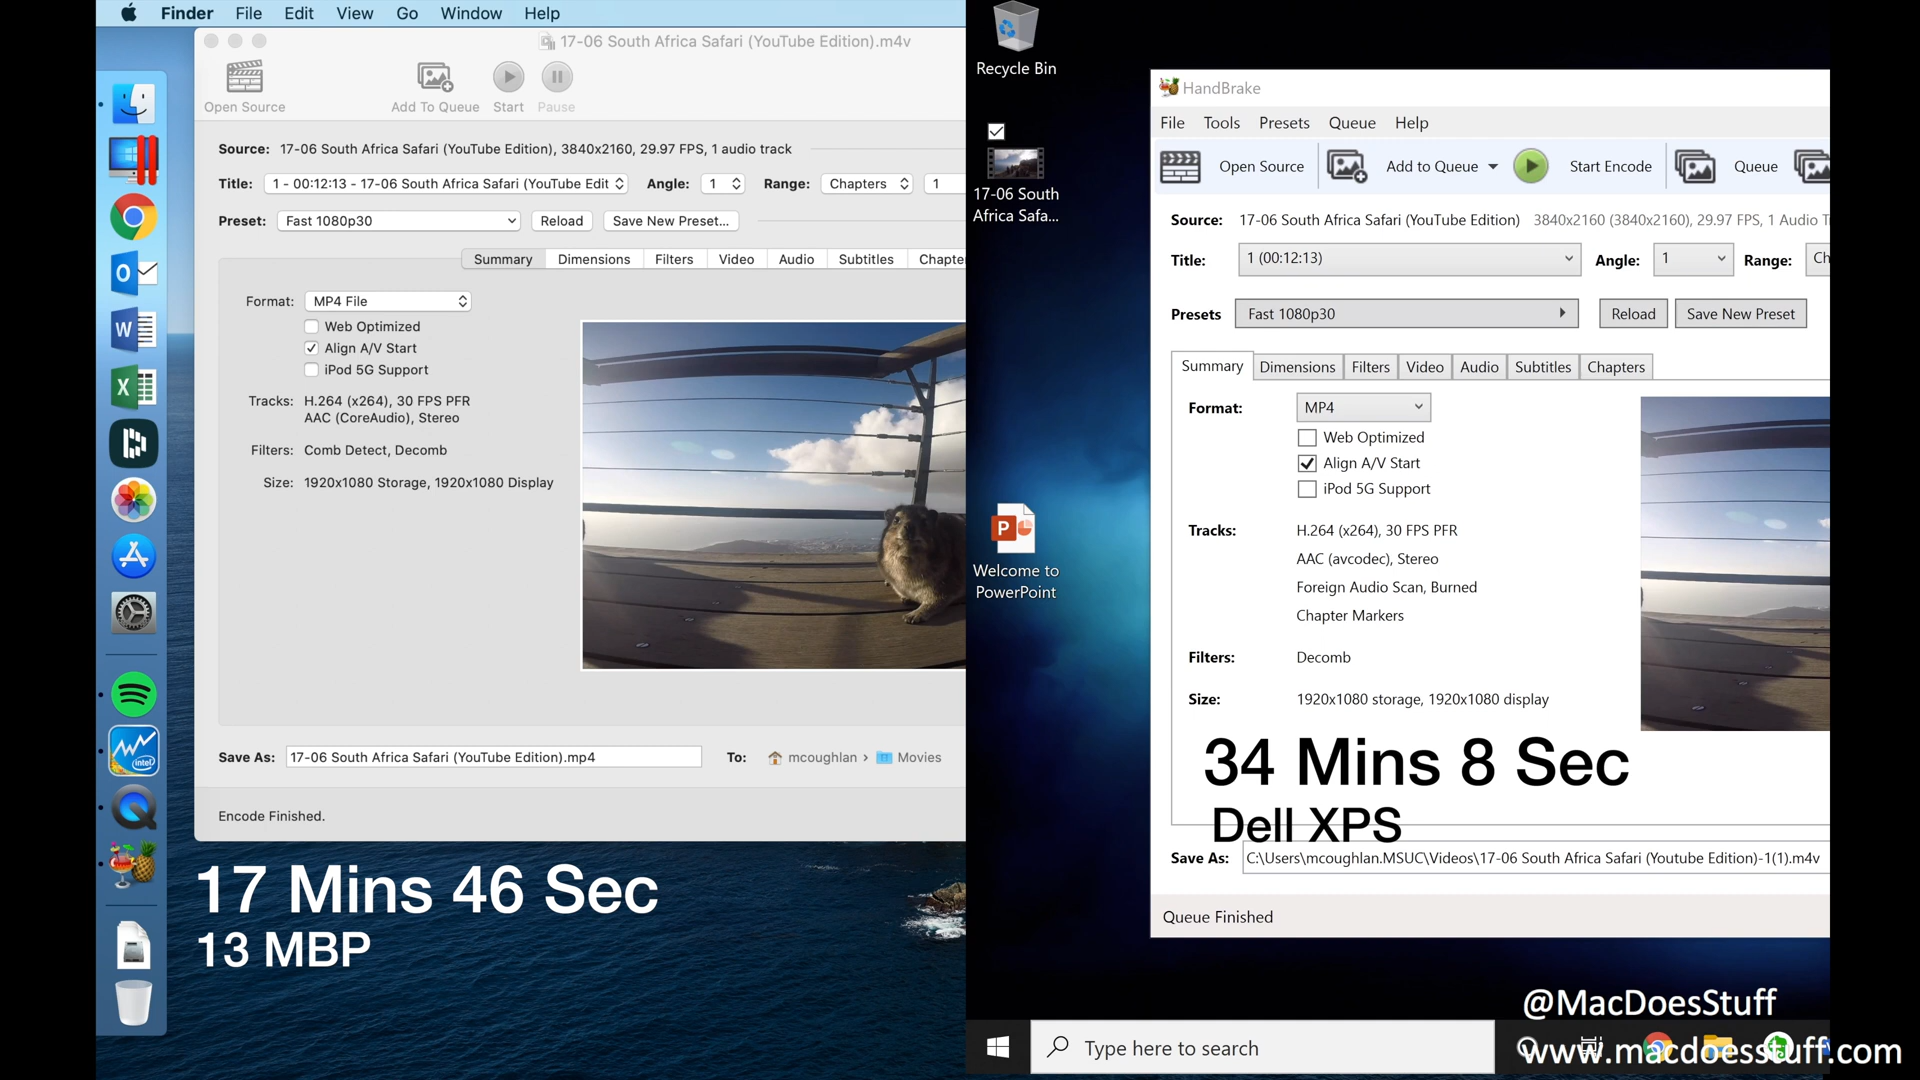 Finder File Edit View Go Window Help
17-06 South Africa Safari (YouTube Edition).m4v
Open Source Add To Queue Start Pause
Source: 17-06 South Africa Safari (YouTube Edition), 3840x2160, 29.97 FPS, 1 audio track
Title: 1 - 00:12:13 - 17-06 South Africa Safari (YouTube Edit Angle: 1 Range: Chapters 1
Preset: Fast 1080p30 Reload Save New Preset...
Summary Dimensions Filters Video Audio Subtitles Chapte
Format: MP4 File
Web Optimized
Align A/V Start
iPod 5G Support
Tracks: H.264 (x264), 30 FPS PFR
AAC (CoreAudio), Stereo
Filters: Comb Detect, Decomb
Size: 1920x1080 Storage, 1920x1080 Display
Save As: 17-06 South Africa Safari (YouTube Edition).mp4 To: mcoughlan › Movies
Encode Finished.
17 Mins 46 Sec
13 MBP
intel
Recycle Bin
17-06 South
Africa Safa...
Welcome to
PowerPoint
HandBrake
File Tools Presets Queue Help
Open Source Add to Queue Start Encode Queue
Source: 17-06 South Africa Safari (YouTube Edition) 3840x2160 (3840x2160), 29.97 FPS, 1 Audio T
Title: 1 (00:12:13) Angle: 1 Range: Ch
Presets Fast 1080p30 Reload Save New Preset
Summary Dimensions Filters Video Audio Subtitles Chapters
Format: MP4
Web Optimized
Align A/V Start
iPod 5G Support
Tracks: H.264 (x264), 30 FPS PFR
AAC (avcodec), Stereo
Foreign Audio Scan, Burned
Chapter Markers
Filters: Decomb
Size: 1920x1080 storage, 1920x1080 display
34 Mins 8 Sec
Dell XPS
Save As: C:\Users\mcoughlan.MSUC\Videos\17-06 South Africa Safari (Youtube Edition)-1(1).m4v
Queue Finished
@MacDoesStuff
Type here to search
www.macdoesstuff.com